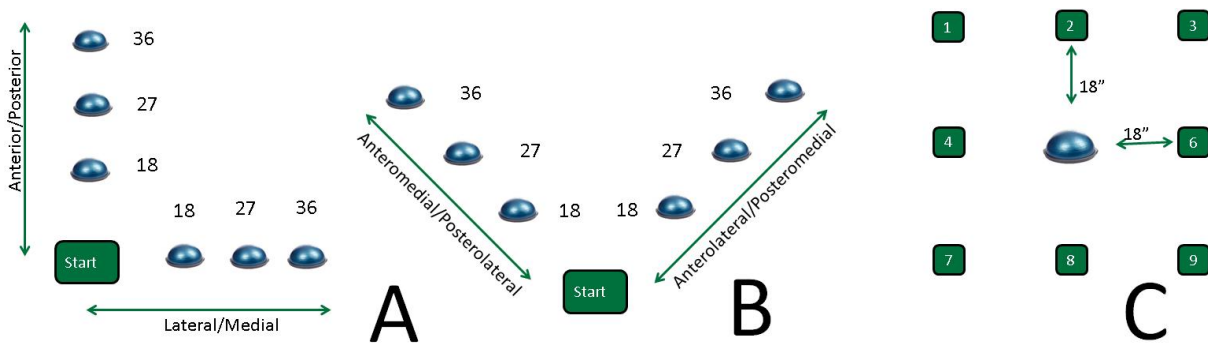 Anterior/Posterior
36
27
18
18 27 36
Start
Lateral/Medial
A
36
27
18
Anteromedial/Posterolateral
36
27
18
Anterolateral/Posteromedial
Start
B
1 2 3
18”
18”
4 6
7 8 9
C